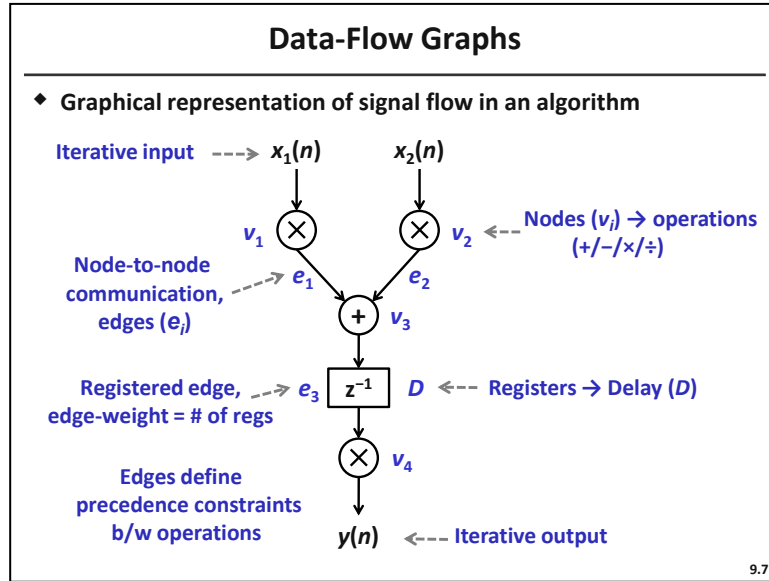 Data-Flow Graphs
◆ Graphical representation of signal flow in an algorithm
Iterative input
x₁(n)
x₂(n)
×
v₁
×
v₂
Nodes (vᵢ) → operations
(+/−/×/÷)
Node-to-node
communication,
edges (eᵢ)
e₁
e₂
+
v₃
Registered edge,
edge-weight = # of regs
e₃
z⁻¹
D
Registers → Delay (D)
×
v₄
Edges define
precedence constraints
b/w operations
y(n)
Iterative output
9.7